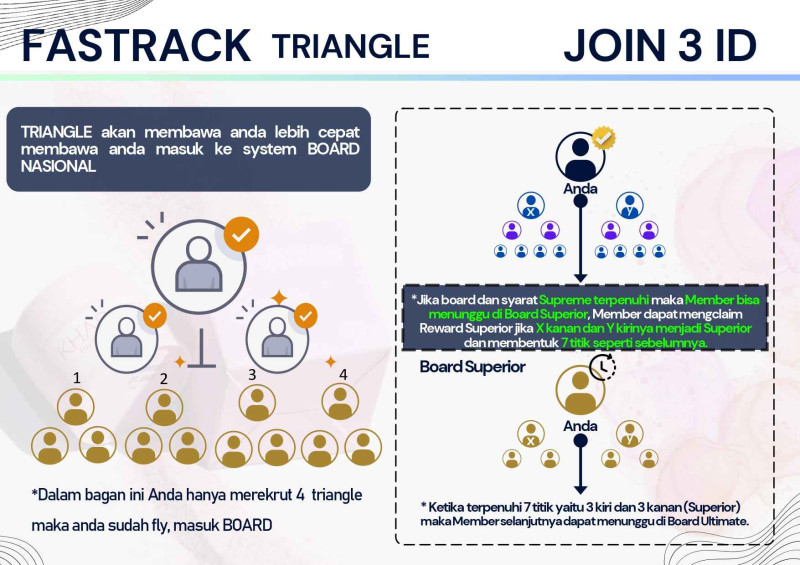 FASTRACK TRIANGLE
JOIN 3 ID
TRIANGLE akan membawa anda lebih cepat
membawa anda masuk ke system BOARD
NASIONAL
1
2
3
4
*Dalam bagan ini Anda hanya merekrut 4 triangle
maka anda sudah fly, masuk BOARD
Anda
X
y
*Jika board dan syarat Supreme terpenuhi maka Member bisa
menunggu di Board Superior, Member dapat mengclaim
Reward Superior jika X kanan dan Y kirinya menjadi Superior
dan membentuk 7 titik seperti sebelumnya.
Board Superior
Anda
X
y
* Ketika terpenuhi 7 titik yaitu 3 kiri dan 3 kanan (Superior)
maka Member selanjutnya dapat menunggu di Board Ultimate.